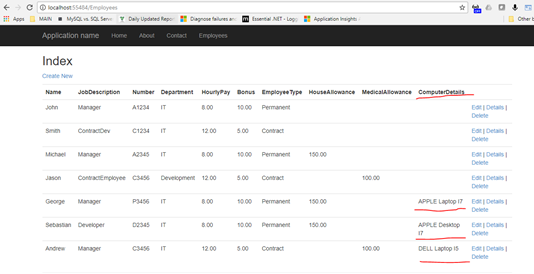 localhost:55484/Employees
Apps MAIN MySQL vs. SQL Serv Daily Updated Repor Diagnose failures an Essential .NET - Logg Application Insights - Other b
Application name Home About Contact Employees
Index
Create New
Name JobDescription Number Department HourlyPay Bonus EmployeeType HouseAllowance MedicalAllowance ComputerDetails
John Manager A1234 IT 8.00 10.00 Permanent Edit | Details |
Delete
Smith ContractDev C1234 IT 12.00 5.00 Contract Edit | Details |
Delete
Michael Manager A2345 IT 8.00 10.00 Permanent 150.00 Edit | Details |
Delete
Jason ContractEmployee C3456 Development 12.00 5.00 Contract 100.00 Edit | Details |
Delete
George Manager P3456 IT 8.00 10.00 Permanent 150.00 APPLE Laptop I7 Edit | Details |
Delete
Sebastian Developer D2345 IT 8.00 10.00 Permanent 150.00 APPLE Desktop Edit | Details |
I7 Delete
Andrew Manager C3456 IT 12.00 5.00 Contract 100.00 DELL Laptop I5 Edit | Details |
Delete